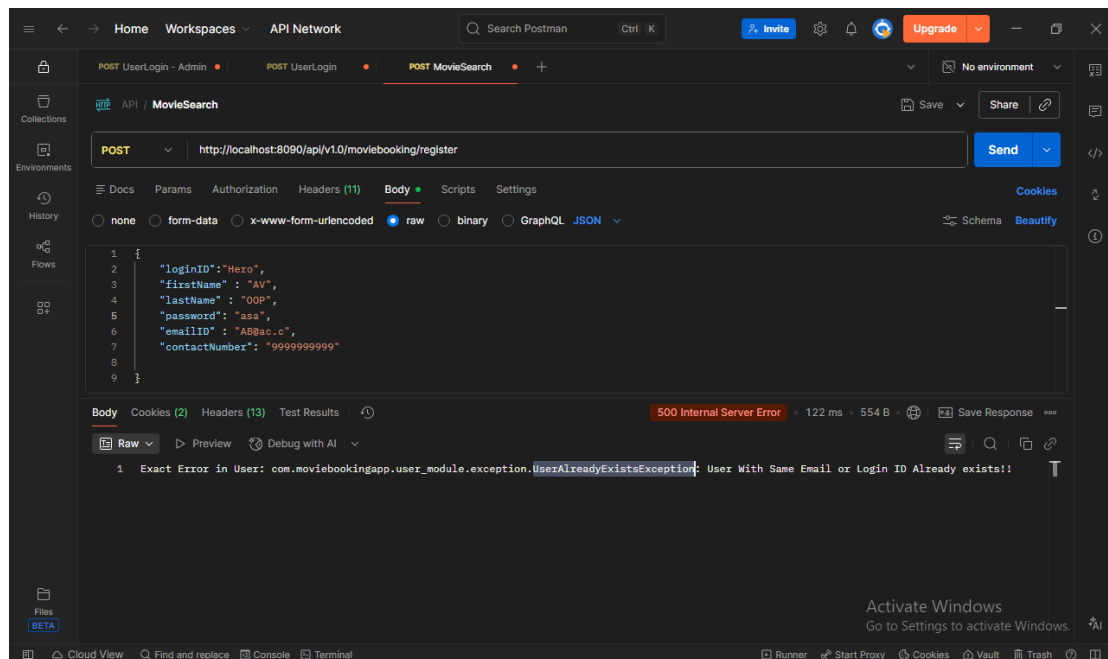 Home Workspaces API Network Search Postman Ctrl K Invite Upgrade
POST UserLogin - Admin POST UserLogin POST MovieSearch No environment
HTTP API / MovieSearch Save Share
Collections
POST http://localhost:8090/api/v1.0/moviebooking/register Send
Environments
Docs Params Authorization Headers (11) Body Scripts Settings Cookies
History
none form-data x-www-form-urlencoded raw binary GraphQL JSON Schema Beautify
Flows
1 {
2 "loginID":"Hero",
3 "firstName" : "AV",
4 "lastName" : "OOP",
5 "password": "asa",
6 "emailID" : "AB@ac.c",
7 "contactNumber": "9999999999"
8
9 }
Body Cookies (2) Headers (13) Test Results 500 Internal Server Error 122 ms 554 B e.g. Save Response
Raw Preview Debug with AI
1 Exact Error in User: com.moviebookingapp.user_module.exception.UserAlreadyExistsException: User With Same Email or Login ID Already exists!!
Files
BETA
Activate Windows
Go to Settings to activate Windows.
AI
Cloud View Find and replace Console Terminal Runner Start Proxy Cookies Vault Trash